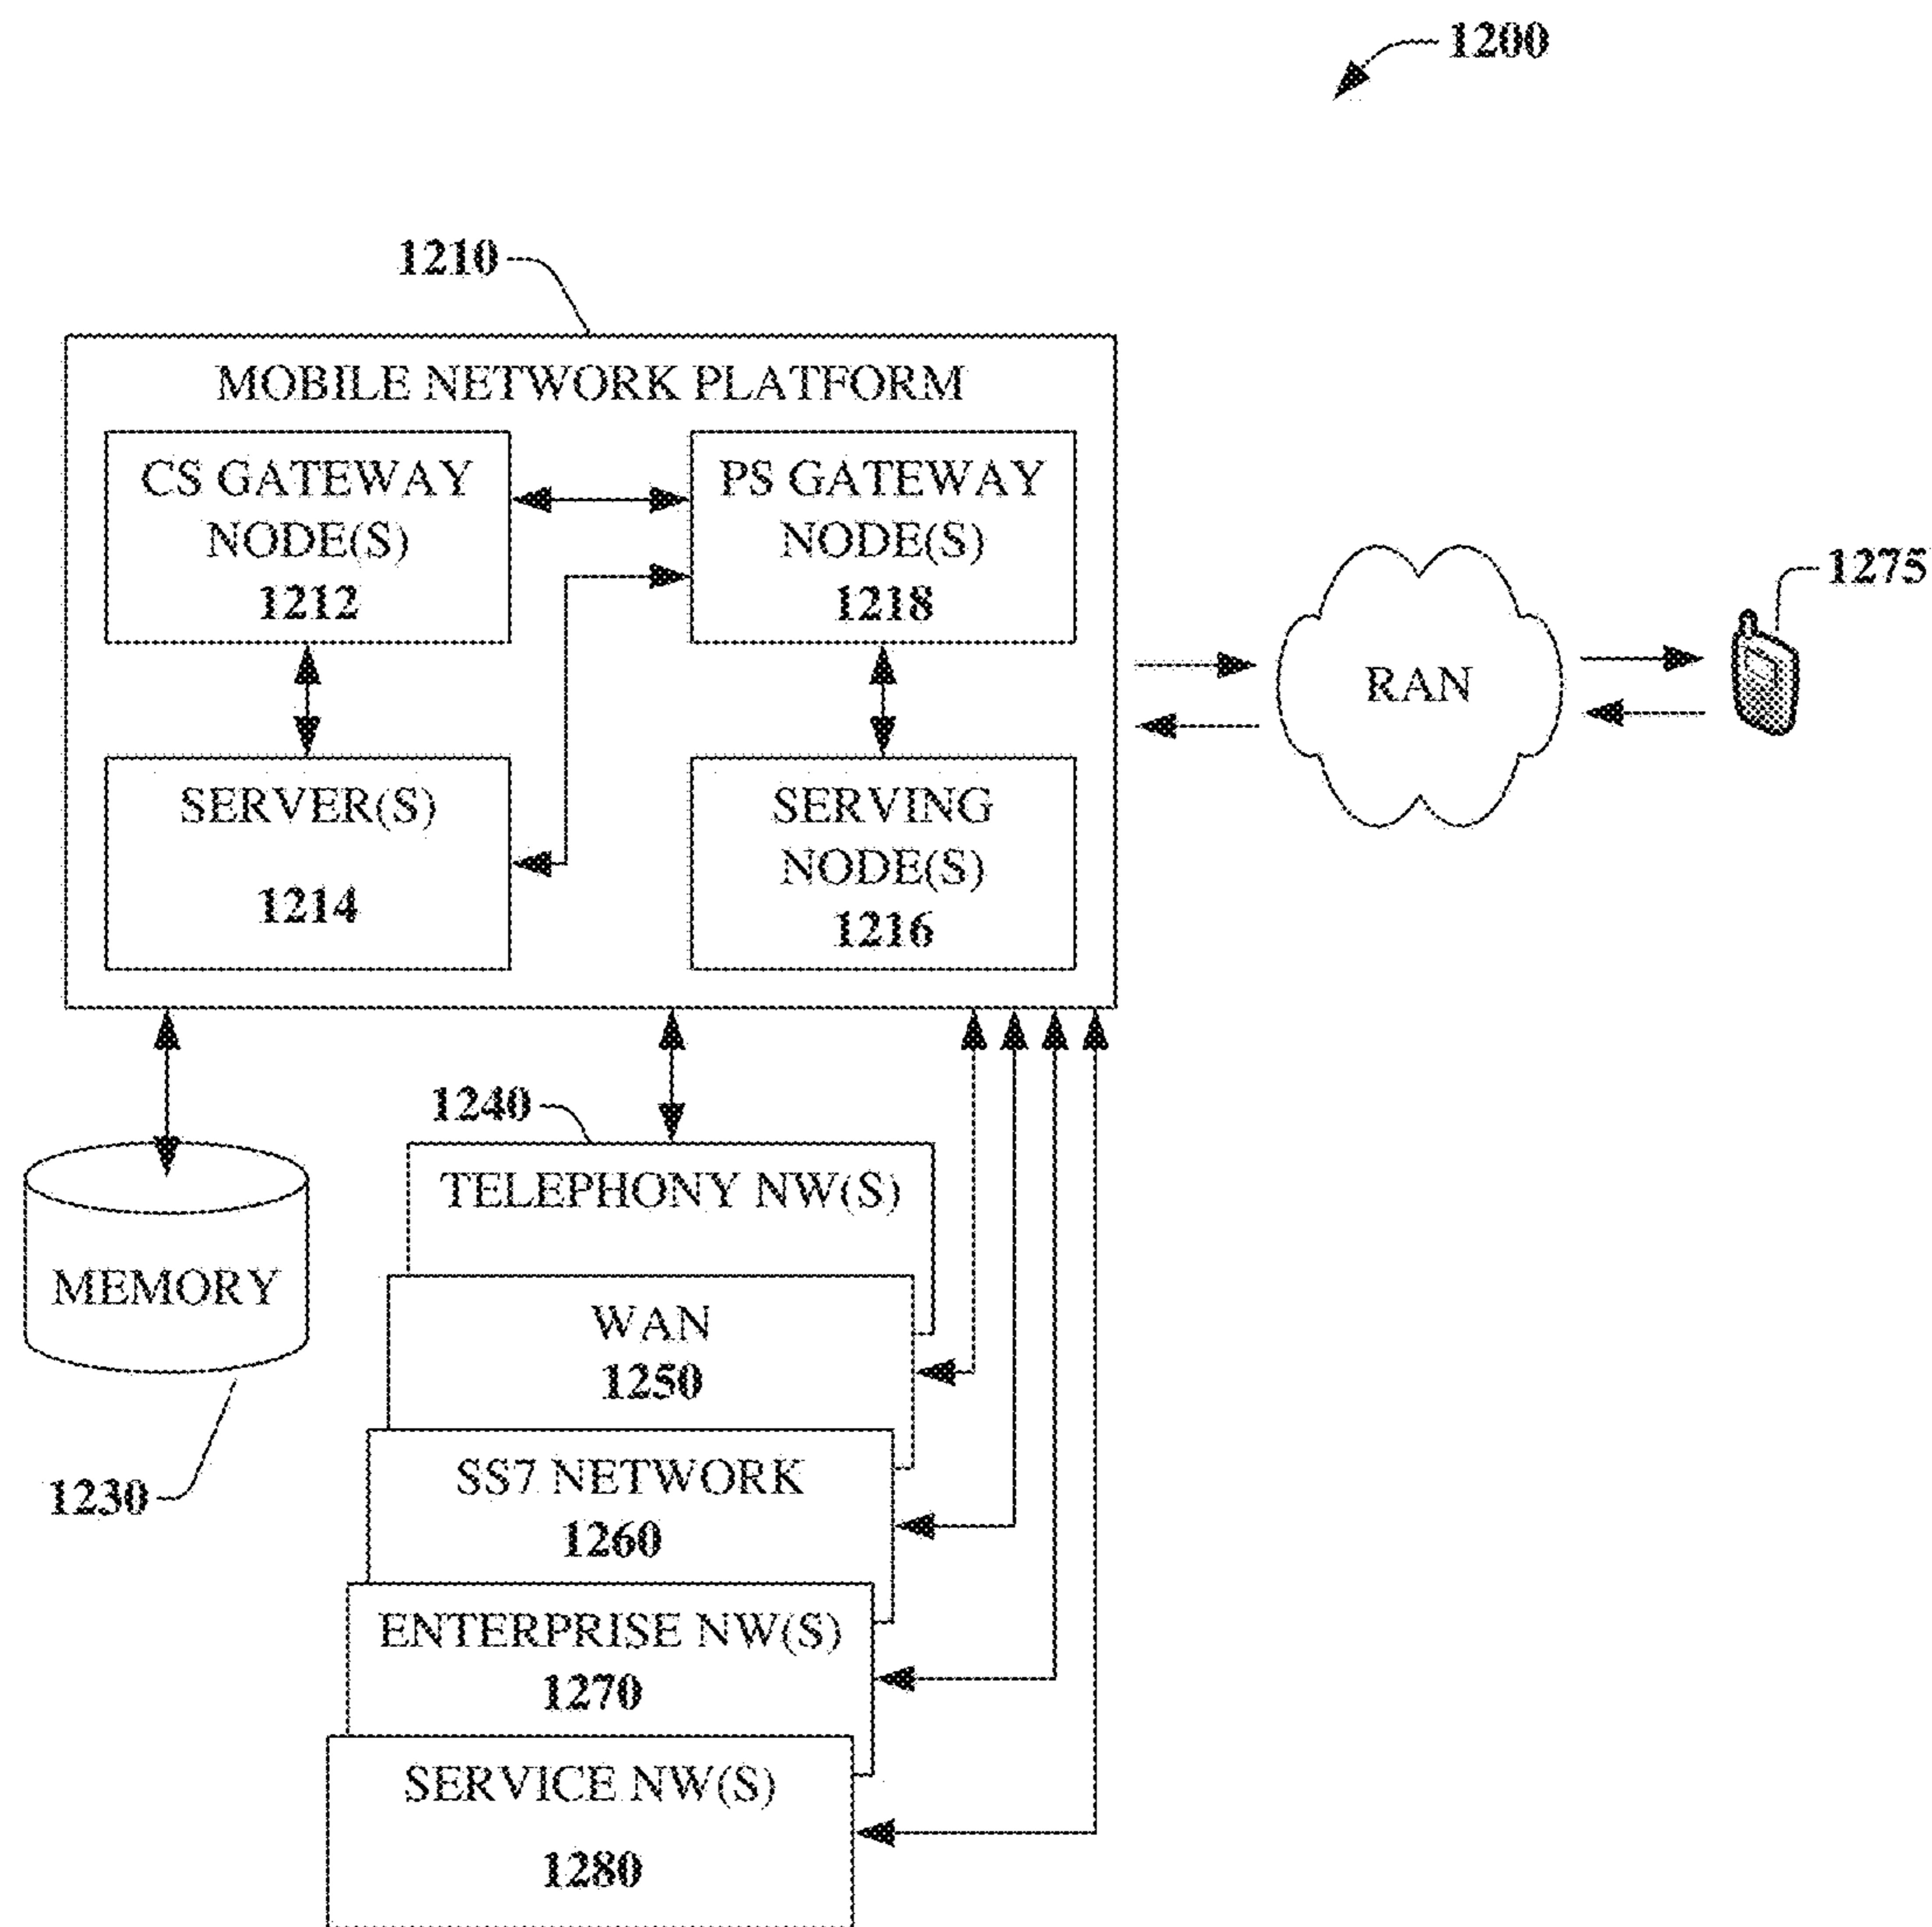 1200
1210
MOBILE NETWORK PLATFORM
CS GATEWAY
NODE(S)
1212
PS GATEWAY
NODE(S)
1218
SERVER(S)
1214
SERVING
NODE(S)
1216
RAN
1275
1240
TELEPHONY NW(S)
MEMORY
1230
WAN
1250
SS7 NETWORK
1260
ENTERPRISE NW(S)
1270
SERVICE NW(S)
1280